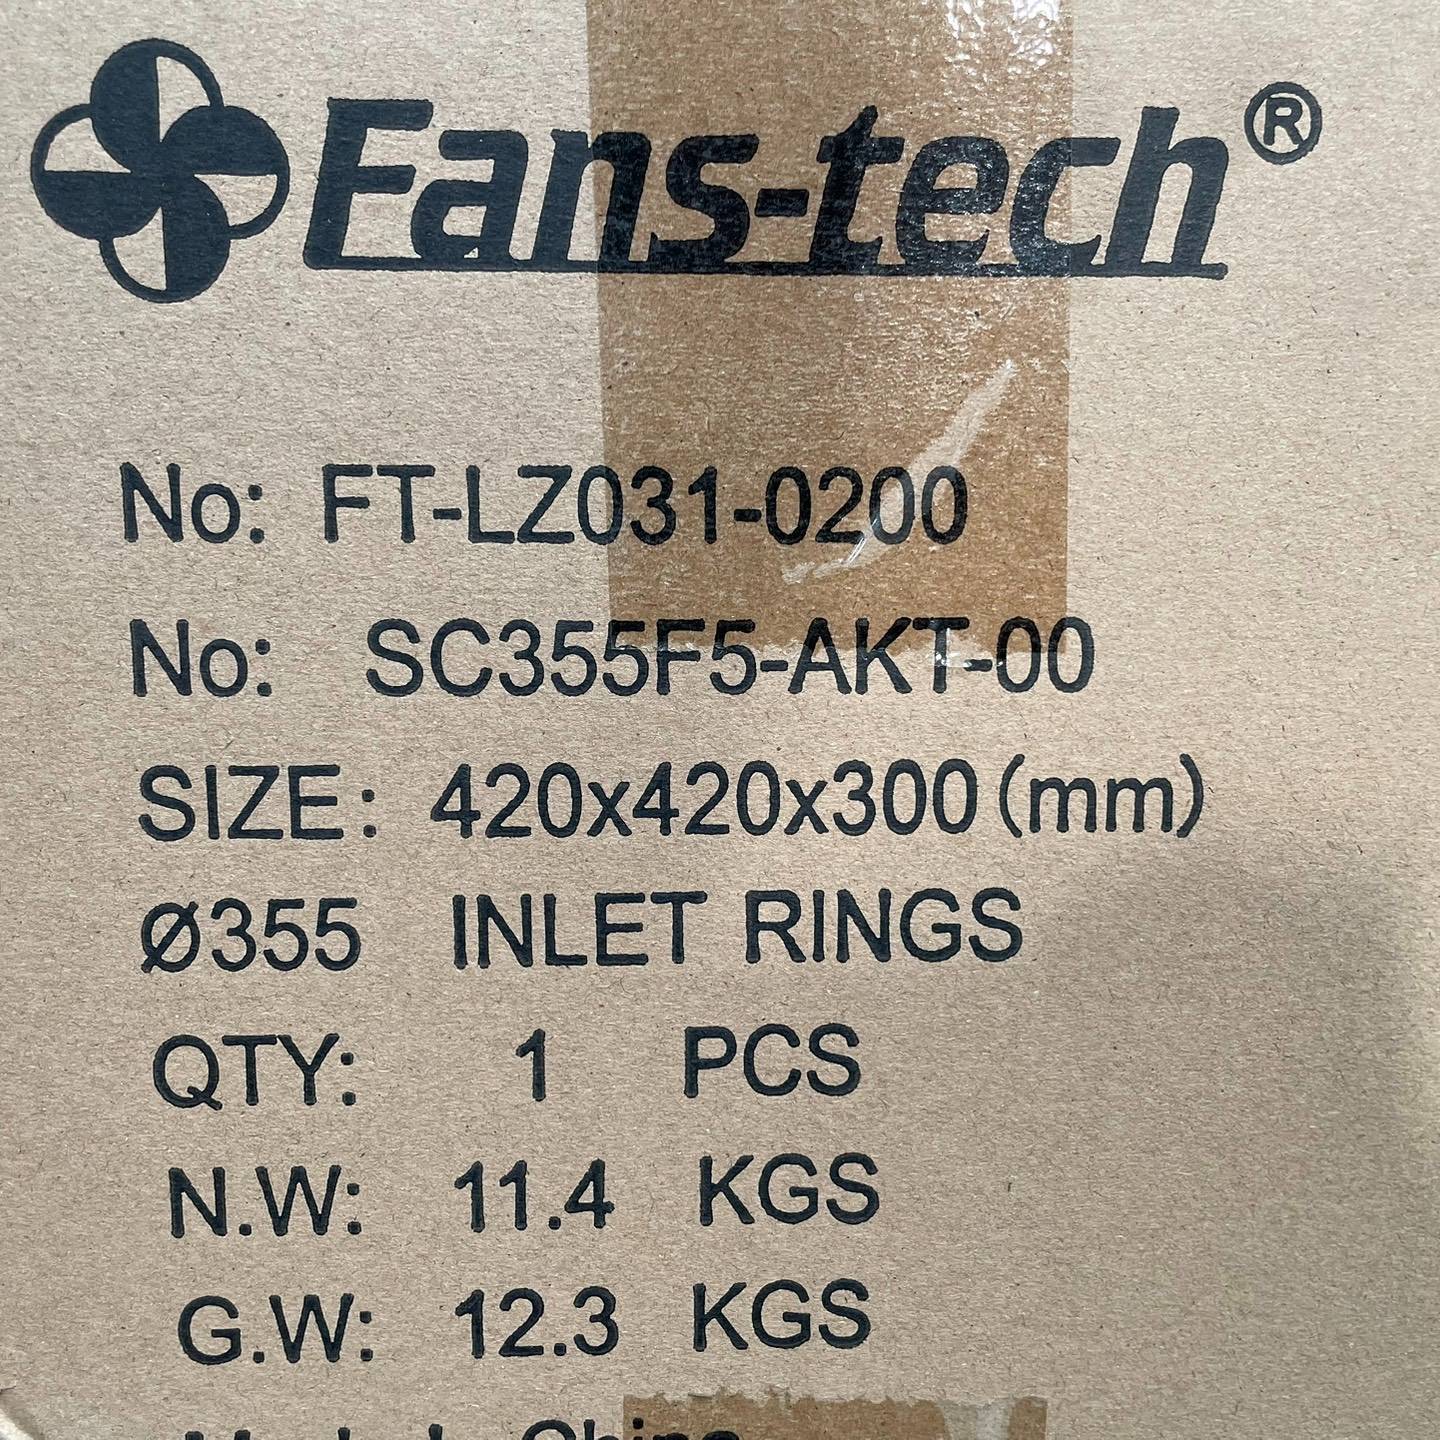 Fans-tech®
No: FT-LZ031-0200
No: SC355F5-AKT-00
SIZE: 420x420x300(mm)
Ø355 INLET RINGS
QTY: 1 PCS
N.W: 11.4 KGS
G.W: 12.3 KGS
China